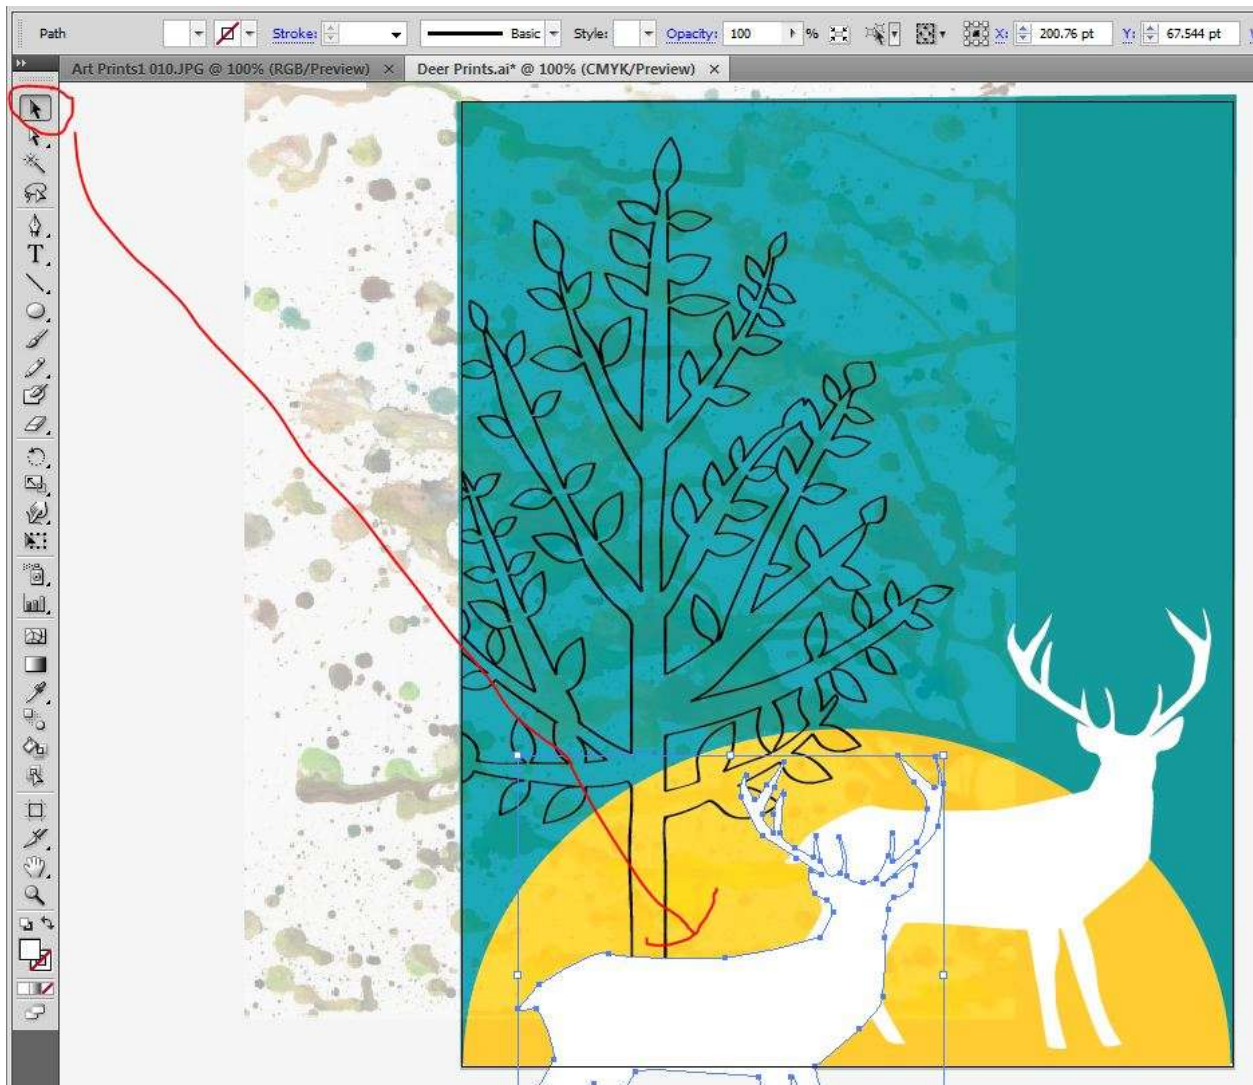 Path Stroke: Basic Style: Opacity: 100 % X: 200.76 pt Y: 67.544 pt
Art Prints1 010.JPG @ 100% (RGB/Preview) × Deer Prints.ai* @ 100% (CMYK/Preview) ×
T